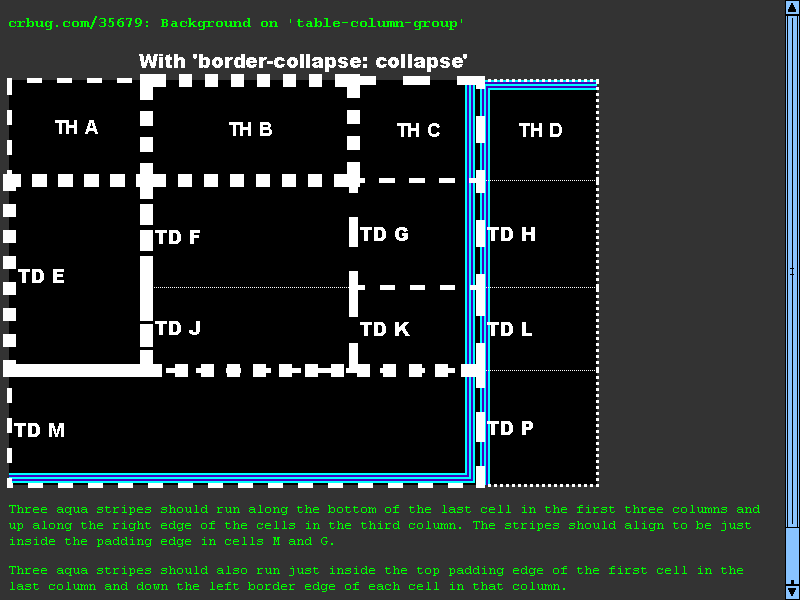 crbug.com/35679: Background on 'table-column-group'
With 'border-collapse: collapse'
TH A
TH B
TH C
TH D
TD F
TD G
TD H
TD E
TD J
TD K
TD L
TD M
TD P
Three aqua stripes should run along the bottom of the last cell in the first three columns and
up along the right edge of the cells in the third column. The stripes should align to be just
inside the padding edge in cells M and G.
Three aqua stripes should also run just inside the top padding edge of the first cell in the
last column and down the left border edge of each cell in that column.